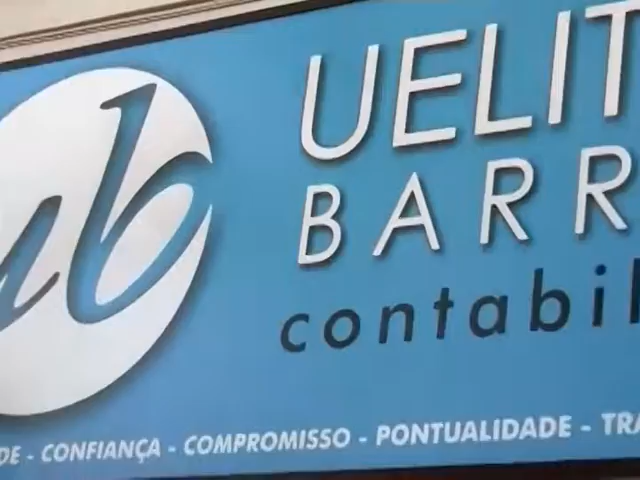 ub
UELIT
BARR
contabil
DE - CONFIANÇA - COMPROMISSO - PONTUALIDADE - TRA